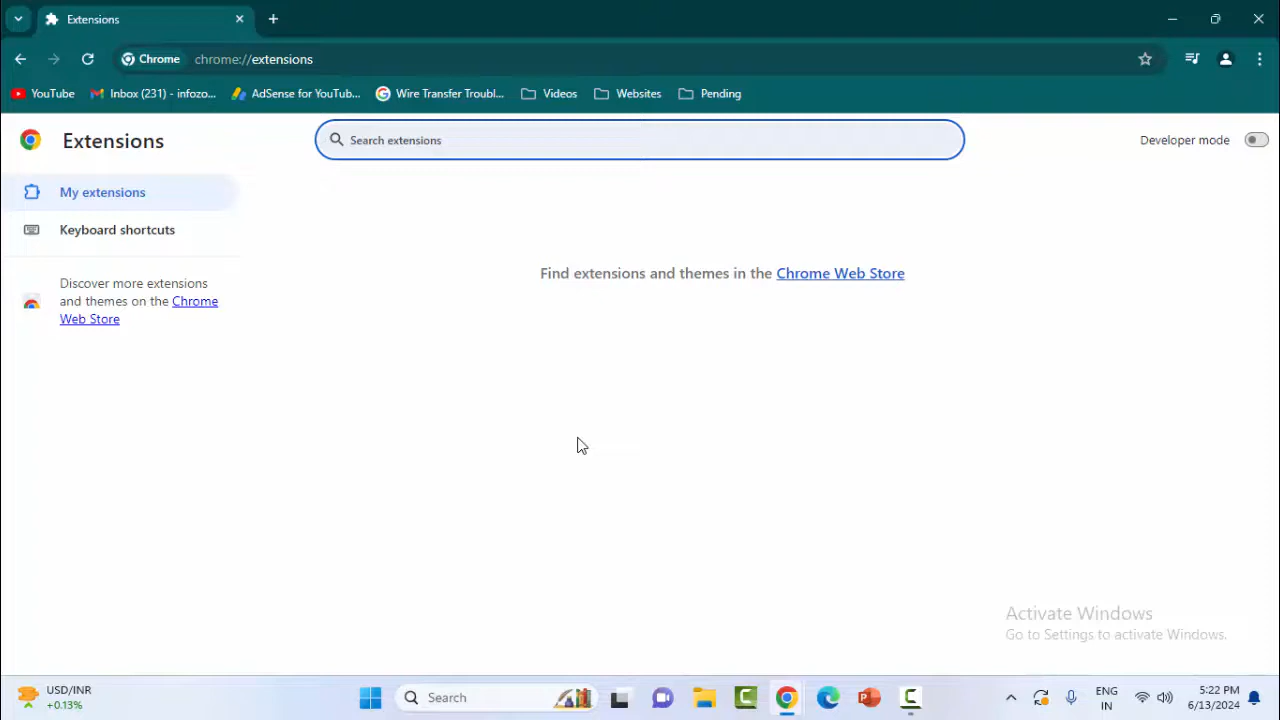 Extensions
Chrome
chrome://extensions
YouTube
Inbox (231) - infozo...
AdSense for YouTub...
Wire Transfer Troubl...
Videos
Websites
Pending
Extensions
Search extensions
Developer mode
My extensions
Keyboard shortcuts
Discover more extensions
and themes on the Chrome
Web Store
Find extensions and themes in the Chrome Web Store
Activate Windows
Go to Settings to activate Windows.
USD/INR
+0.13%
Search
ENG
IN
5:22 PM
6/13/2024